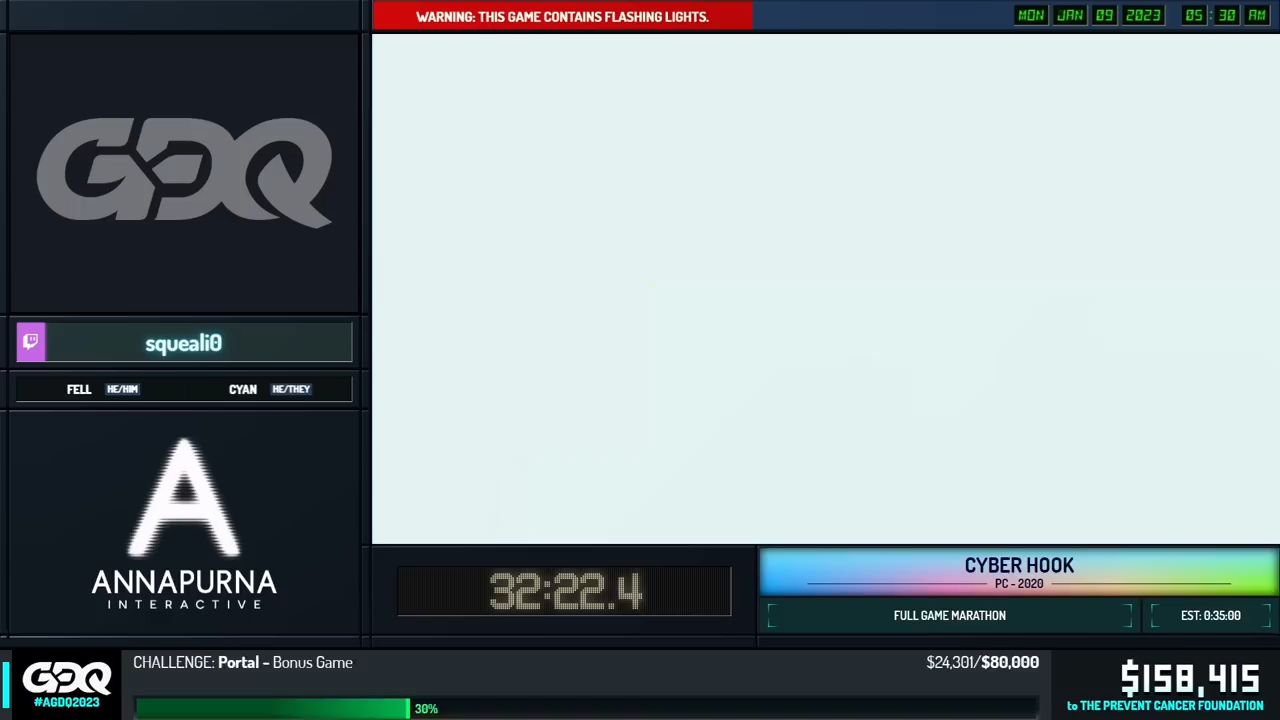 WARNING: THIS GAME CONTAINS FLASHING LIGHTS.
MON JAN 09 2023 05:30 AM
GDQ
squeali0
FELL HE/HIM CYAN HE/THEY
A
ANNAPURNA
INTERACTIVE
32:22.4
CYBER HOOK
PC - 2020
FULL GAME MARATHON
EST: 0:35:00
GDQ
#AGDQ2023
CHALLENGE: Portal - Bonus Game
$24,301/$80,000
30%
$158,415
to THE PREVENT CANCER FOUNDATION